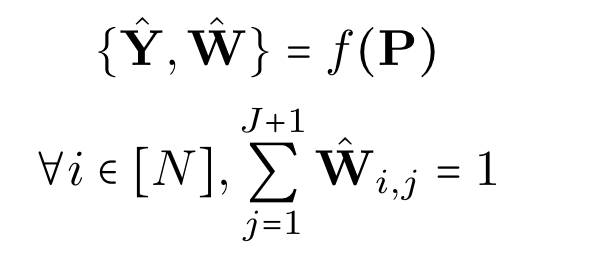 {Ŷ, Ŵ} = f(P)
∀i ∈ [N], ∑_{j=1}^{J+1} Ŵ_{i,j} = 1